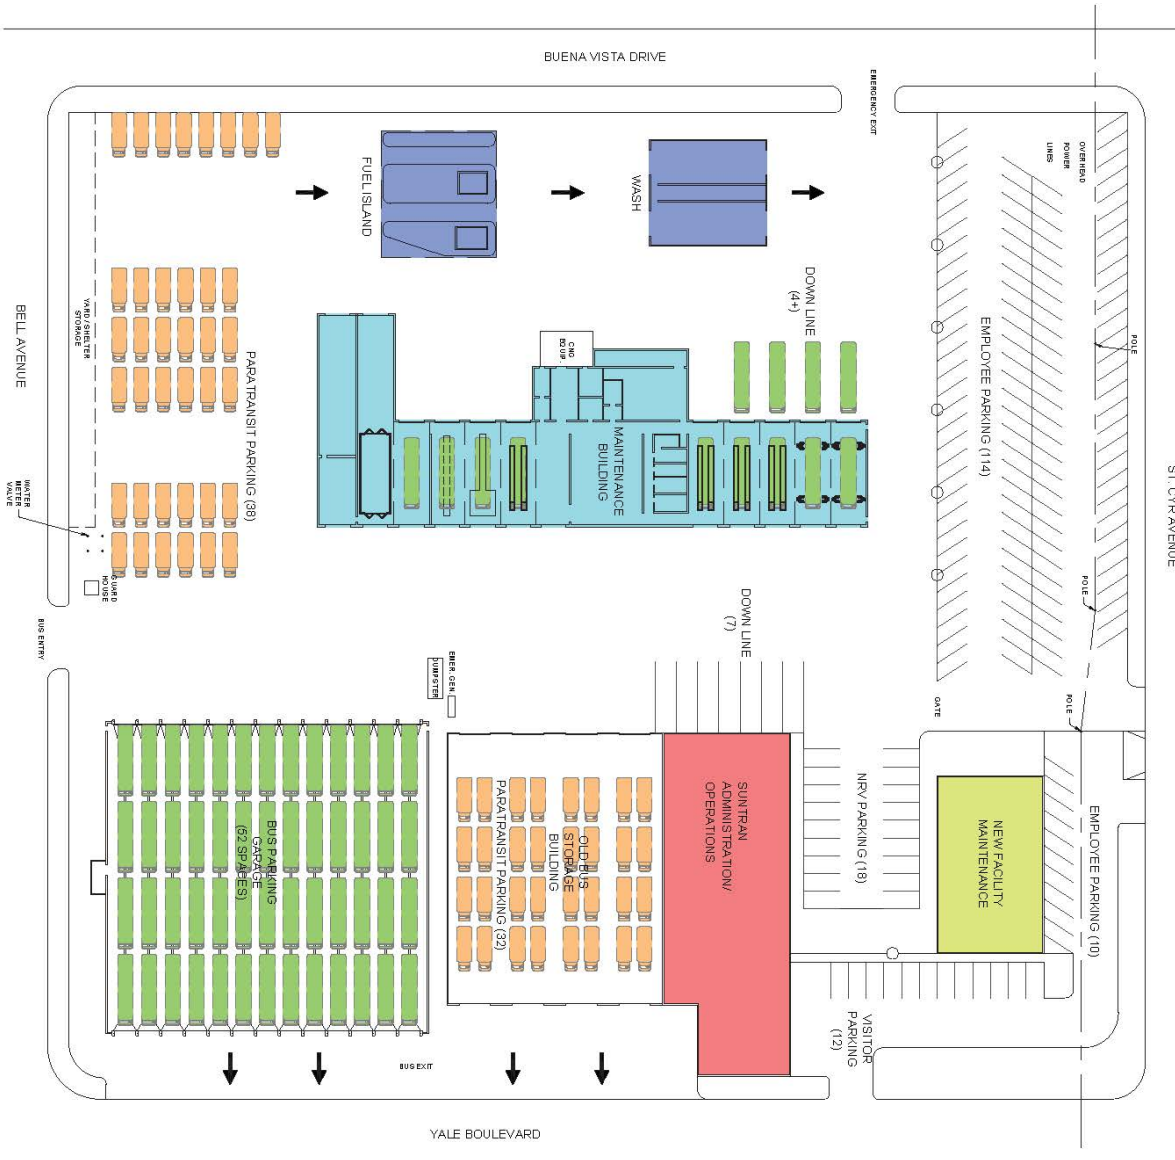 BUENA VISTA DRIVE
EMERGENCY EXIT
OVERHEAD
POWER
LINES
FUEL ISLAND
WASH
DOWN LINE
(4+)
EMPLOYEE PARKING (114)
POLE
BELL AVENUE
YARD / SHELTER
STORAGE
PARATRANSIT PARKING (38)
CNG
EQUIP.
MAINTENANCE
BUILDING
ST. CYR AVENUE
WATER
METER
VALVE
GUARD
HOUSE
BUS ENTRY
DOWN LINE
(7)
POLE
EMER. GEN.
DUMPSTER
GATE
POLE
BUS PARKING
GARAGE
(52 SPACES)
OLD BUS
STORAGE
BUILDING
PARATRANSIT PARKING (32)
SUNTRAN
ADMINISTRATION/
OPERATIONS
NRV PARKING (18)
NEW FACILITY
MAINTENANCE
EMPLOYEE PARKING (10)
VISITOR
PARKING
(12)
BUS EXIT
YALE BOULEVARD